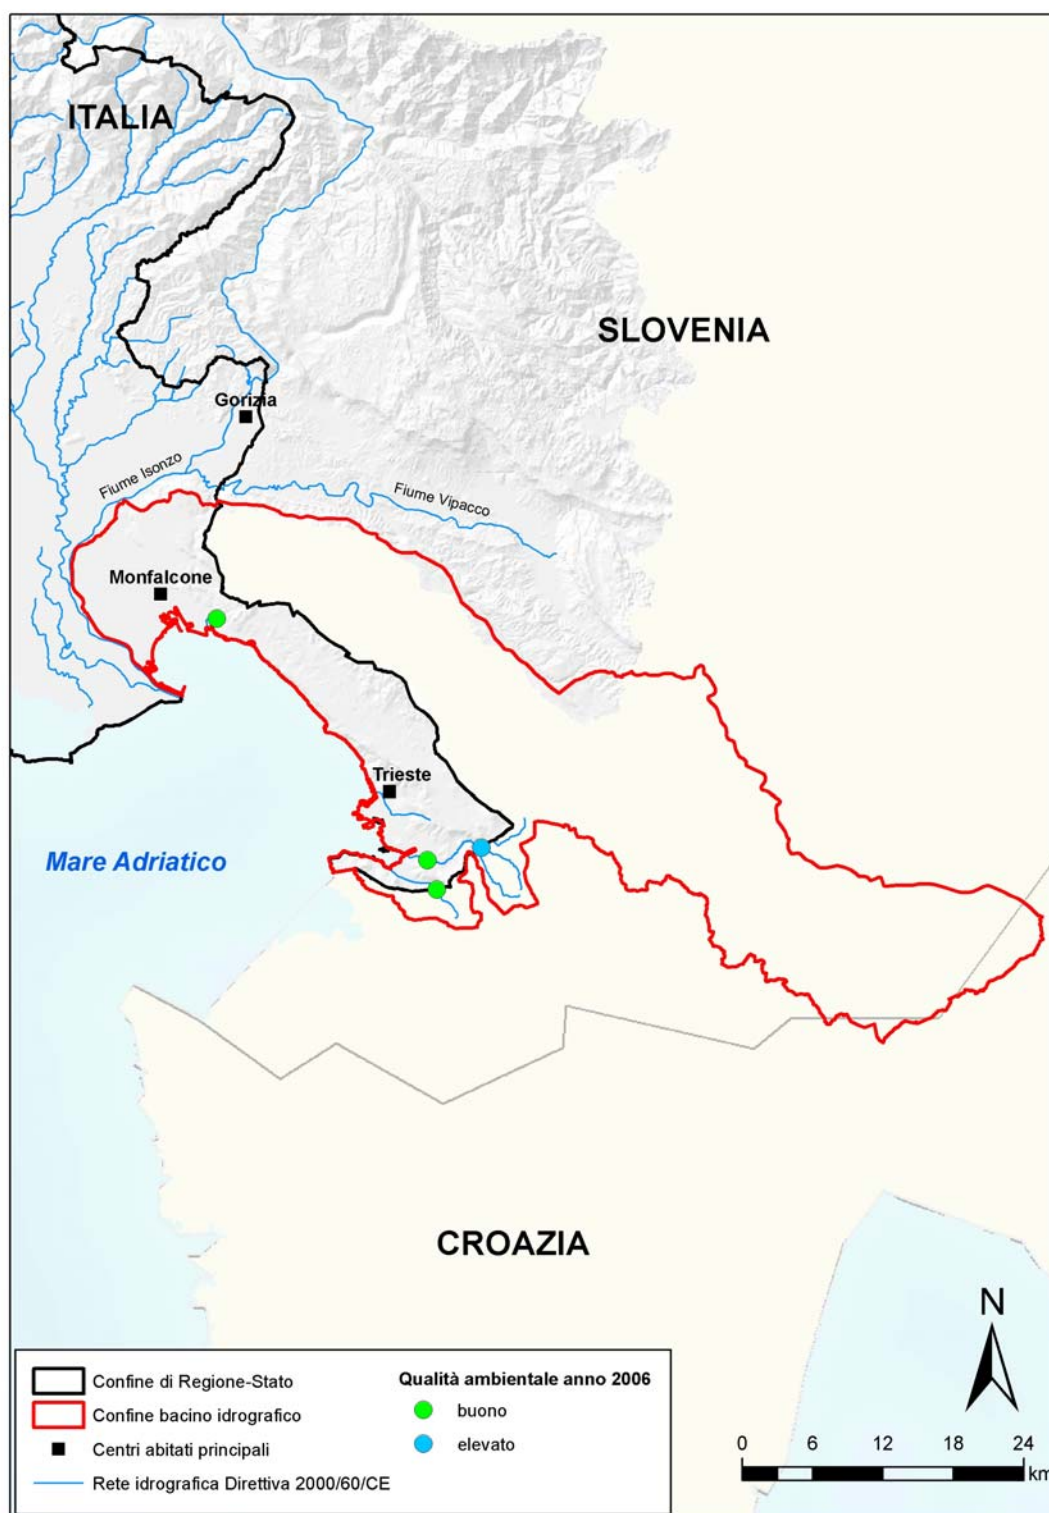 ITALIA
SLOVENIA
Gorizia
Fiume Isonzo
Fiume Vipacco
Monfalcone
Trieste
Mare Adriatico
CROAZIA
N
Confine di Regione-Stato
Confine bacino idrografico
Centri abitati principali
Rete idrografica Direttiva 2000/60/CE
Qualità ambientale anno 2006
buono
elevato
0 6 12 18 24
km